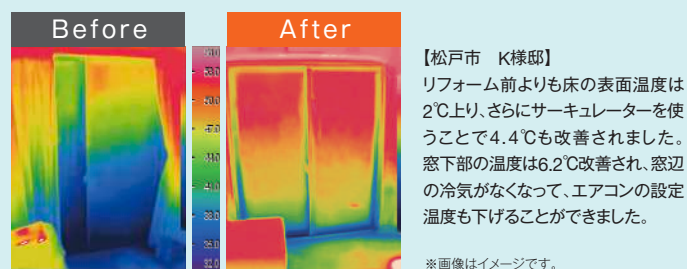 Before
After
【松戸市　K様邸】
リフォーム前よりも床の表面温度は
2℃上り、さらにサーキュレーターを使
うことで4.4℃も改善されました。
窓下部の温度は6.2℃改善され、窓辺
の冷気がなくなって、エアコンの設定
温度も下げることができました。
※画像はイメージです。